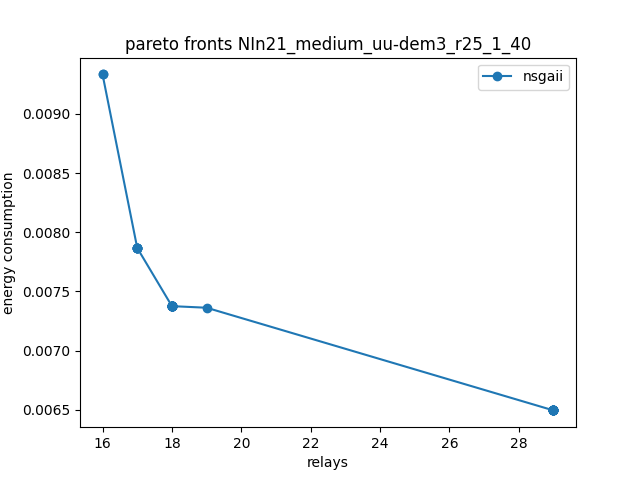 pareto fronts NIn21_medium_uu-dem3_r25_1_40
nsgaii
energy consumption
0.0090
0.0085
0.0080
0.0075
0.0070
0.0065
16 18 20 22 24 26 28
relays